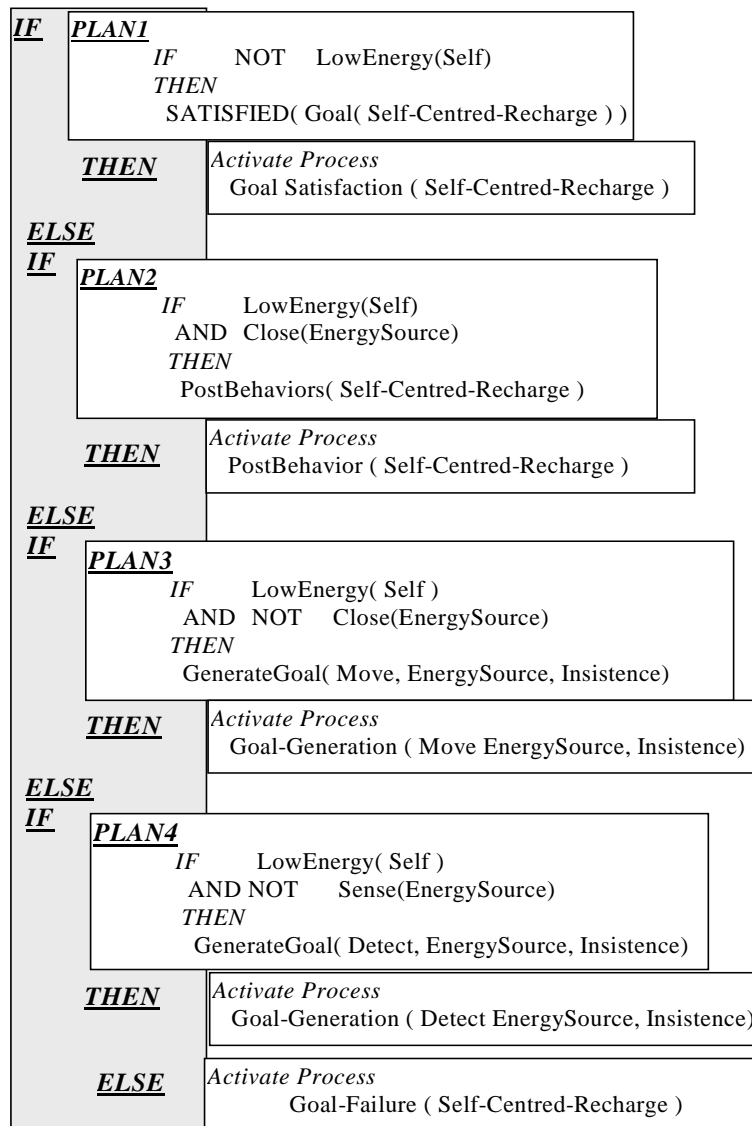 IF PLAN1
IF NOT LowEnergy(Self)
THEN
SATISFIED( Goal( Self-Centred-Recharge ) )
THEN Activate Process
Goal Satisfaction ( Self-Centred-Recharge )
ELSE
IF PLAN2
IF LowEnergy(Self)
AND Close(EnergySource)
THEN
PostBehaviors( Self-Centred-Recharge )
THEN Activate Process
PostBehavior ( Self-Centred-Recharge )
ELSE
IF PLAN3
IF LowEnergy( Self )
AND NOT Close(EnergySource)
THEN
GenerateGoal( Move, EnergySource, Insistence)
THEN Activate Process
Goal-Generation ( Move EnergySource, Insistence)
ELSE
IF PLAN4
IF LowEnergy( Self )
AND NOT Sense(EnergySource)
THEN
GenerateGoal( Detect, EnergySource, Insistence)
THEN Activate Process
Goal-Generation ( Detect EnergySource, Insistence)
ELSE Activate Process
Goal-Failure ( Self-Centred-Recharge )